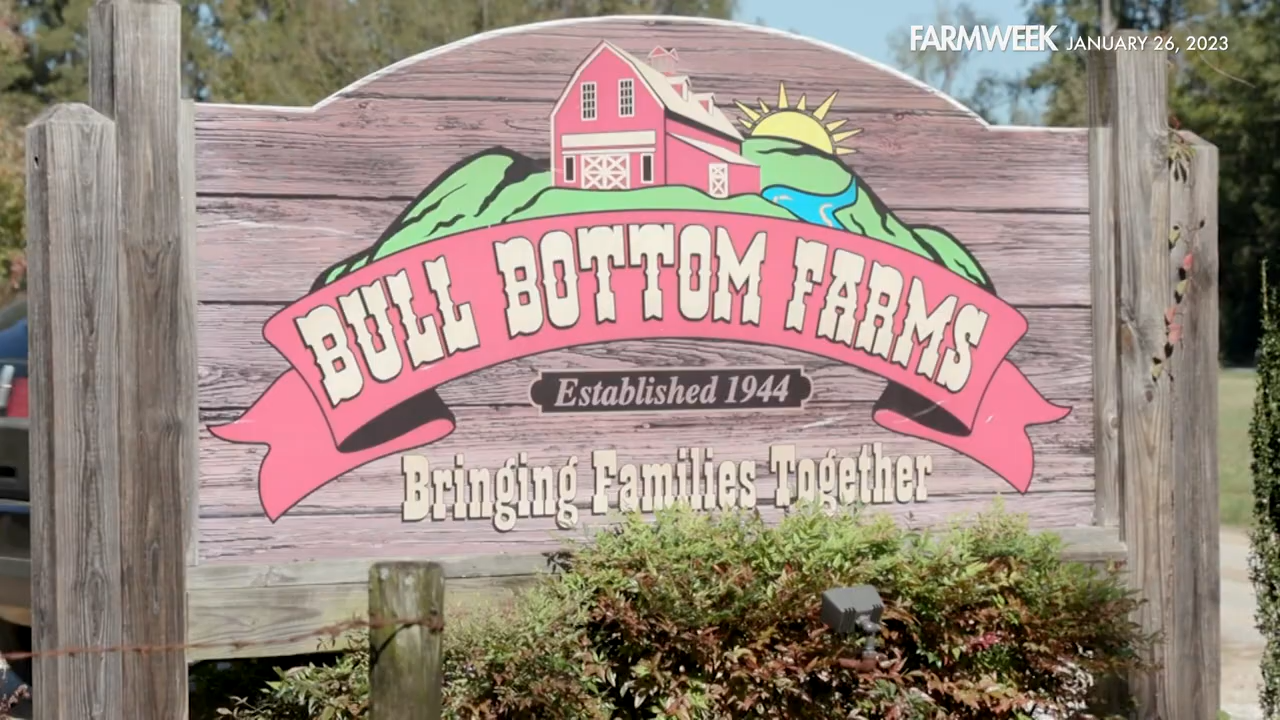 FARMWEEK JANUARY 26, 2023
BULL BOTTOM FARMS
Established 1944
Bringing Families Together